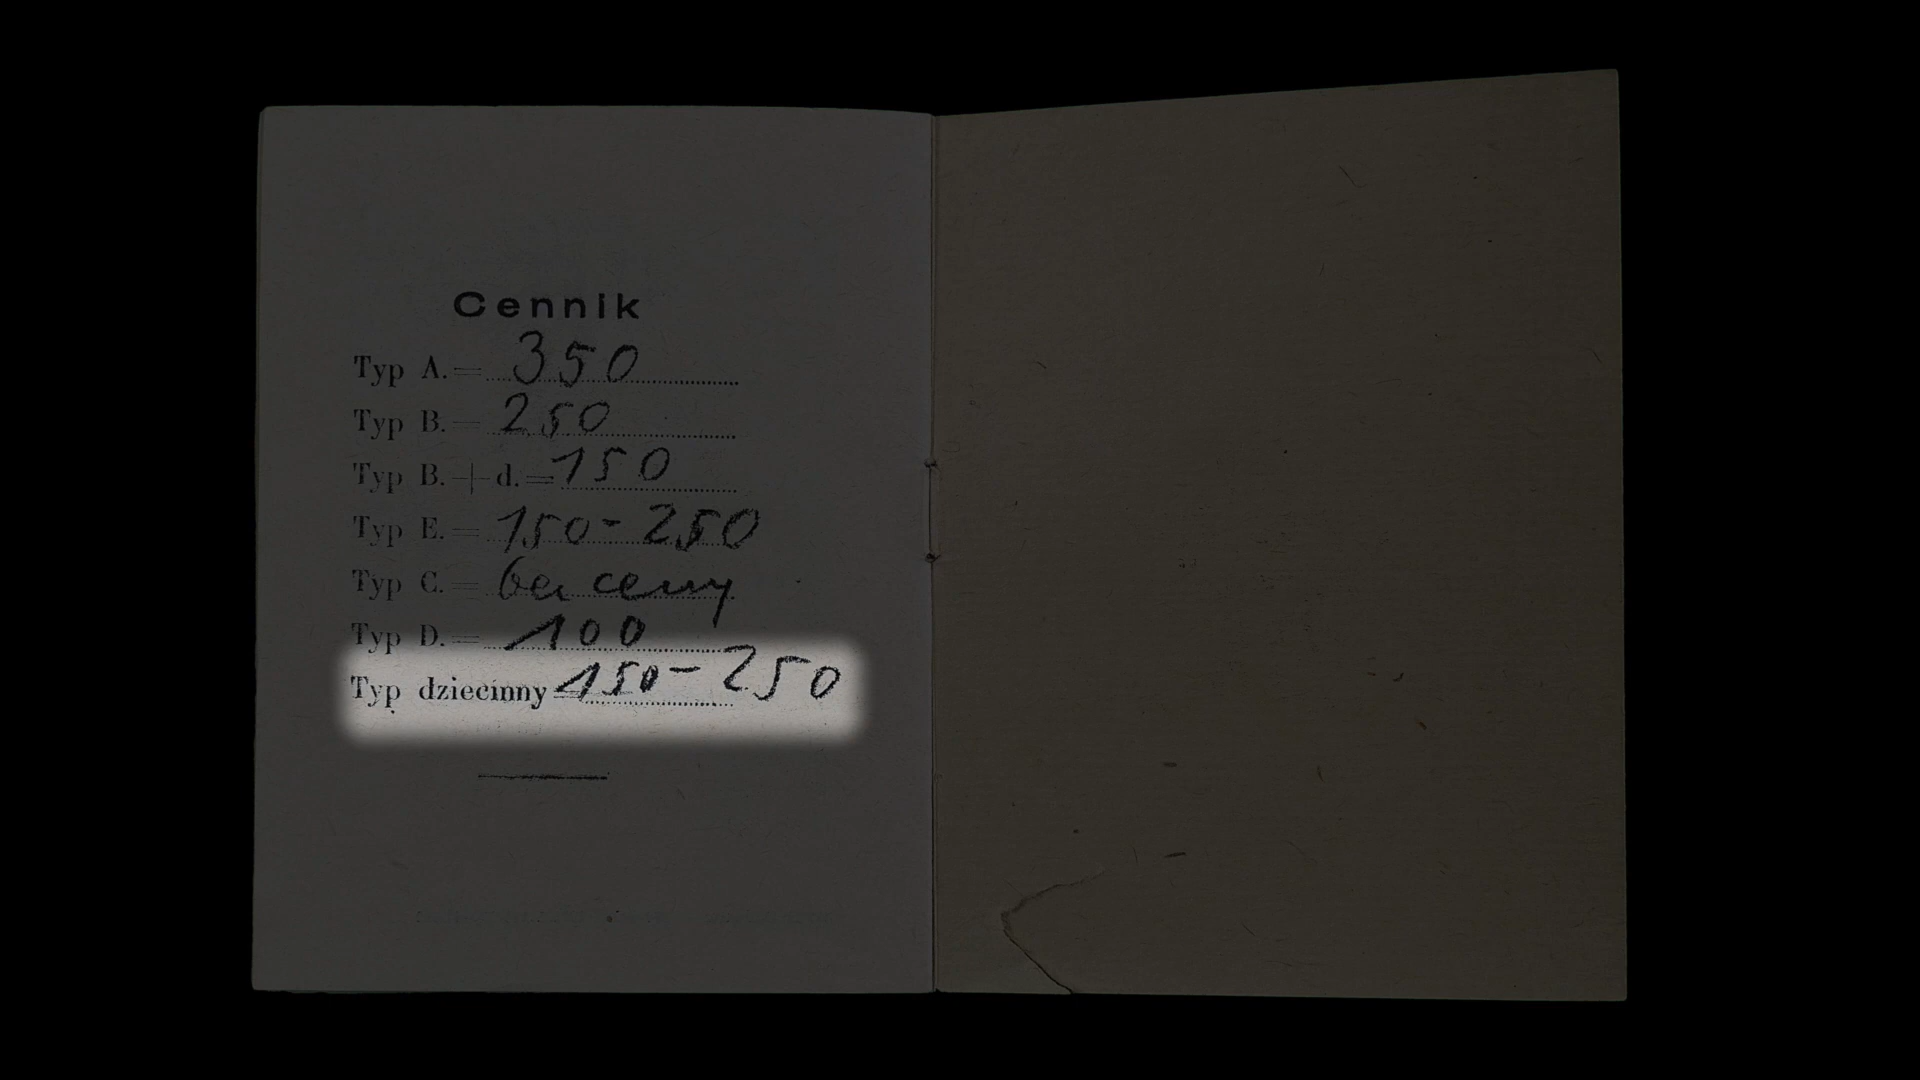 Cennik
Typ A. = 350
Typ B. = 250
Typ B. + d. = 150
Typ E. = 150 - 250
Typ C. = bez ceny
Typ D. = 100
Typ dziecinny = 150 - 250